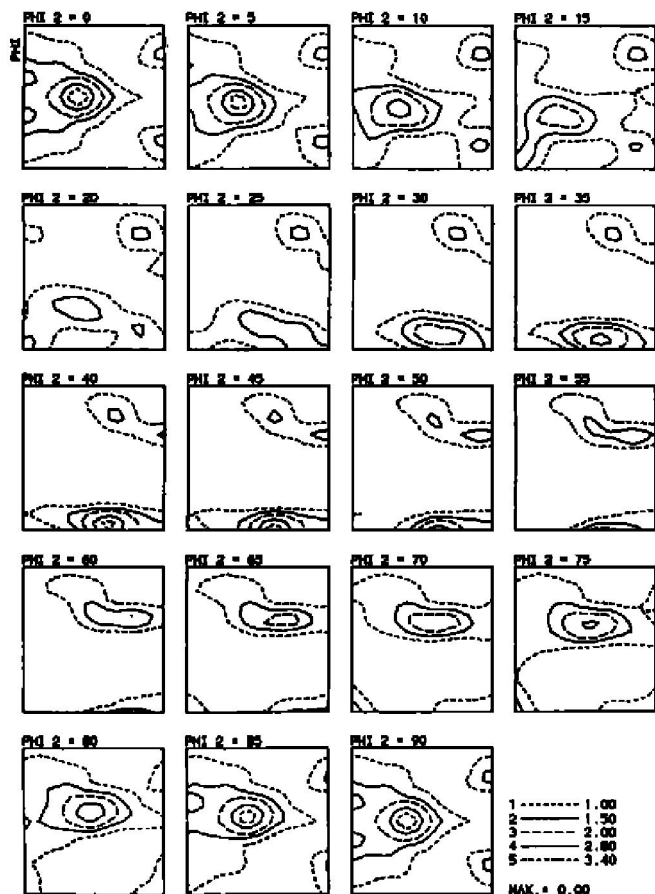 PHI 2 = 0 PHI 2 = 5 PHI 2 = 10 PHI 2 = 15
PHI
PHI 2 = 20 PHI 2 = 25 PHI 2 = 30 PHI 2 = 35
PHI 2 = 40 PHI 2 = 45 PHI 2 = 50 PHI 2 = 55
PHI 2 = 60 PHI 2 = 65 PHI 2 = 70 PHI 2 = 75
PHI 2 = 80 PHI 2 = 85 PHI 2 = 90
1 1.00
2 1.50
3 2.00
4 2.80
5 3.40
MAX. = 0.00